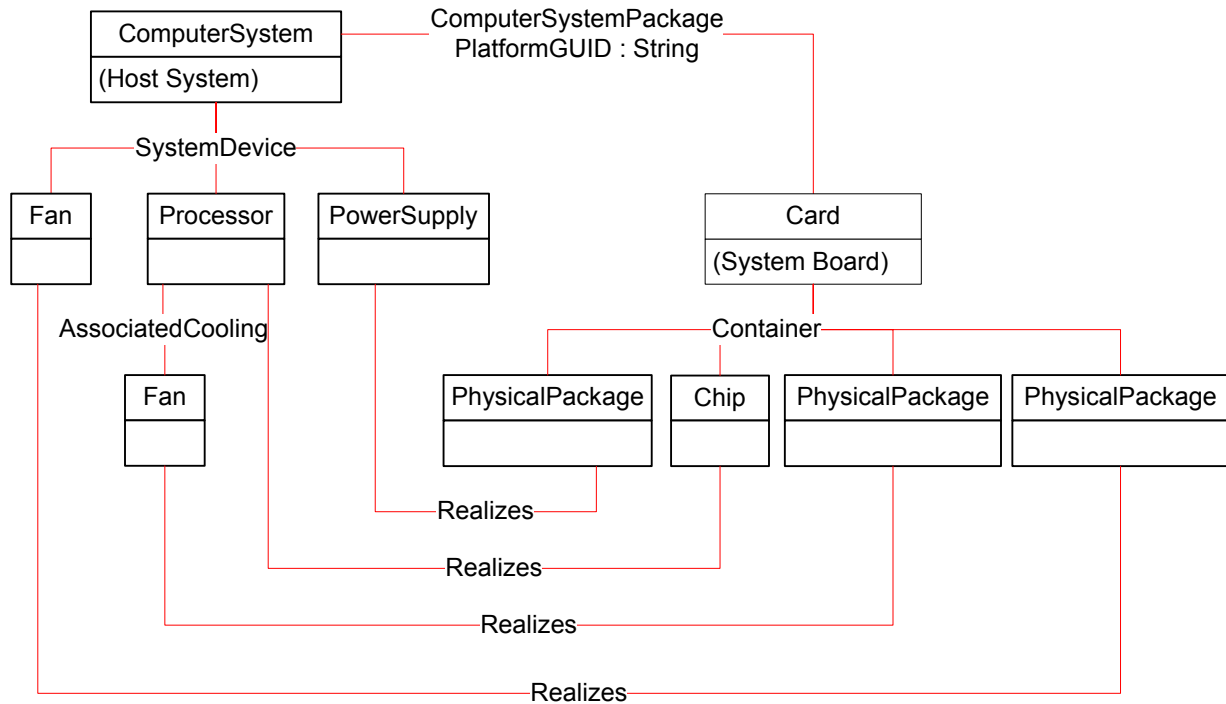 ComputerSystem
(Host System)
ComputerSystemPackage
PlatformGUID : String
SystemDevice
Fan
Processor
PowerSupply
Card
(System Board)
AssociatedCooling
Container
Fan
PhysicalPackage
Chip
PhysicalPackage
PhysicalPackage
Realizes
Realizes
Realizes
Realizes